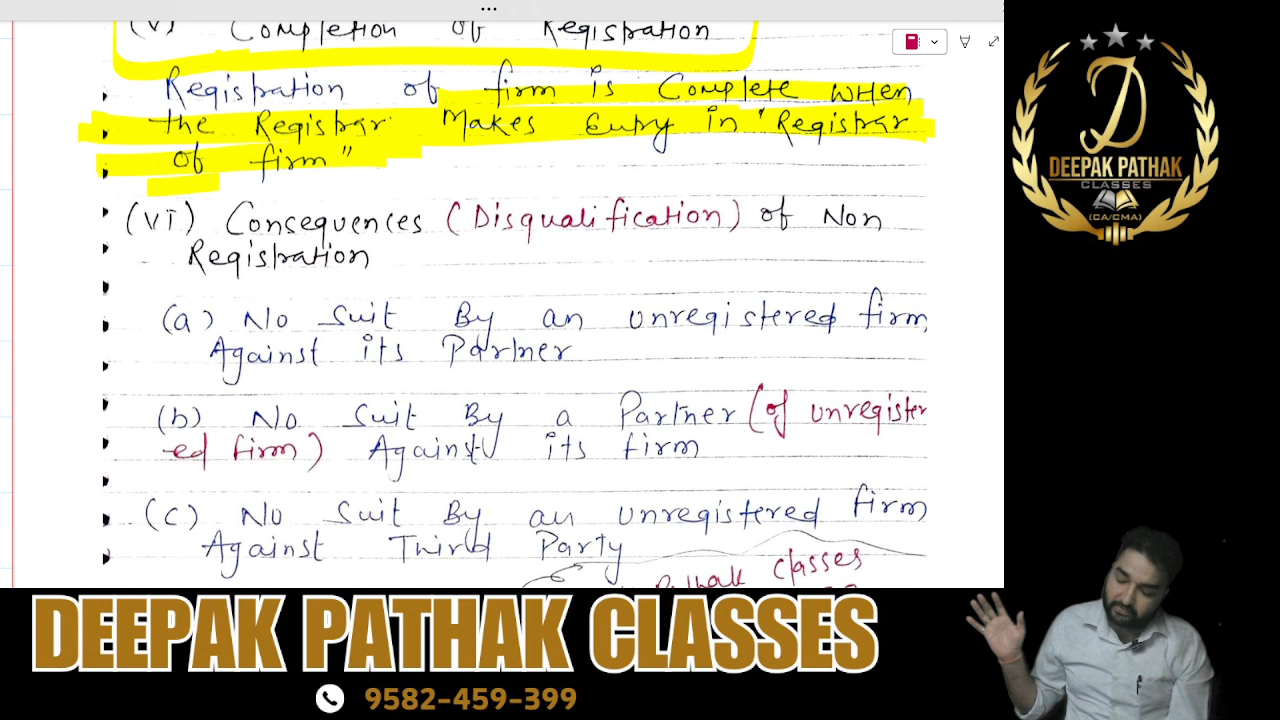 (v) Completion of Registration
Registration of firm is Complete when
the Registrar Makes Entry in "Registrar
of firm"
(VI) Consequences (Disqualification) of Non
Registration
(a) No Suit By an unregistered firm
Against its Partner
(b) No Suit By a Partner (of unregister
ed firm) Against its firm
(c) No Suit By an unregistered firm
Against Third Party
Pathak Classes
D
DEEPAK PATHAK
CLASSES
(CA/CMA)
DEEPAK PATHAK CLASSES
9582-459-399